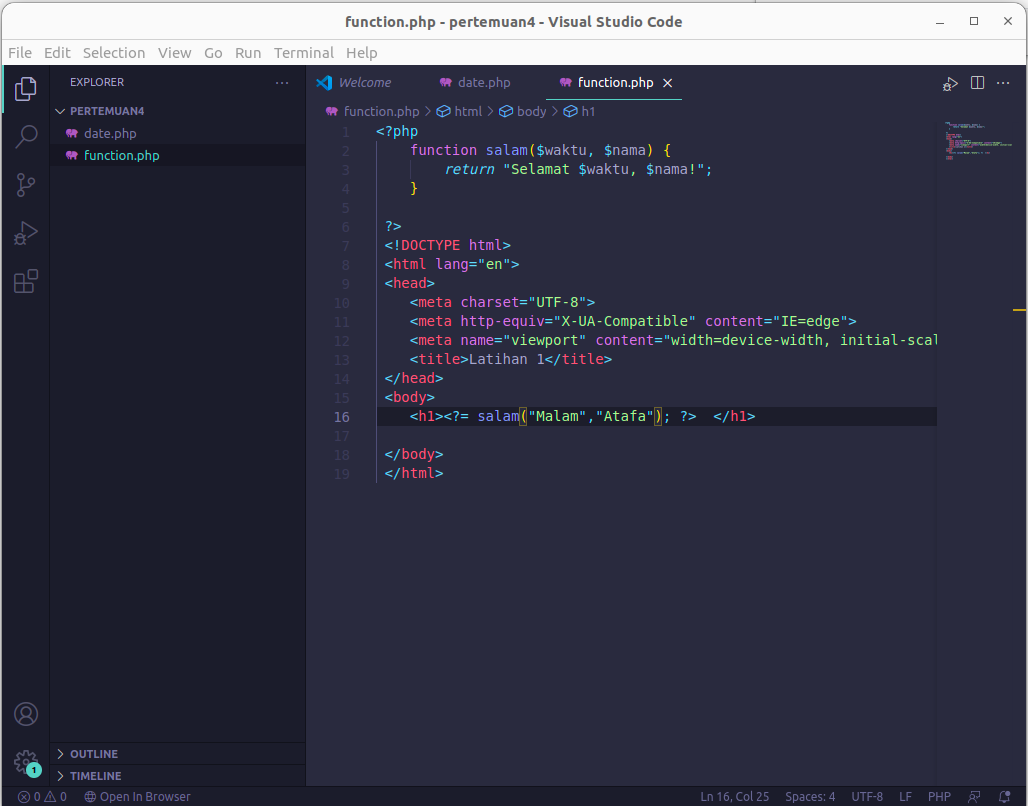 function.php - pertemuan4 - Visual Studio Code
File Edit Selection View Go Run Terminal Help
EXPLORER
PERTEMUAN4
date.php
function.php
OUTLINE
TIMELINE
Welcome date.php function.php
function.php > html > body > h1
1 <?php
2 function salam($waktu, $nama) {
3 return "Selamat $waktu, $nama!";
4 }
5
6 ?>
7 <!DOCTYPE html>
8 <html lang="en">
9 <head>
10 <meta charset="UTF-8">
11 <meta http-equiv="X-UA-Compatible" content="IE=edge">
12 <meta name="viewport" content="width=device-width, initial-scal
13 <title>Latihan 1</title>
14 </head>
15 <body>
16 <h1><?= salam("Malam","Atafa"); ?> </h1>
17
18 </body>
19 </html>
1
0 0 Open In Browser Ln 16, Col 25 Spaces: 4 UTF-8 LF PHP